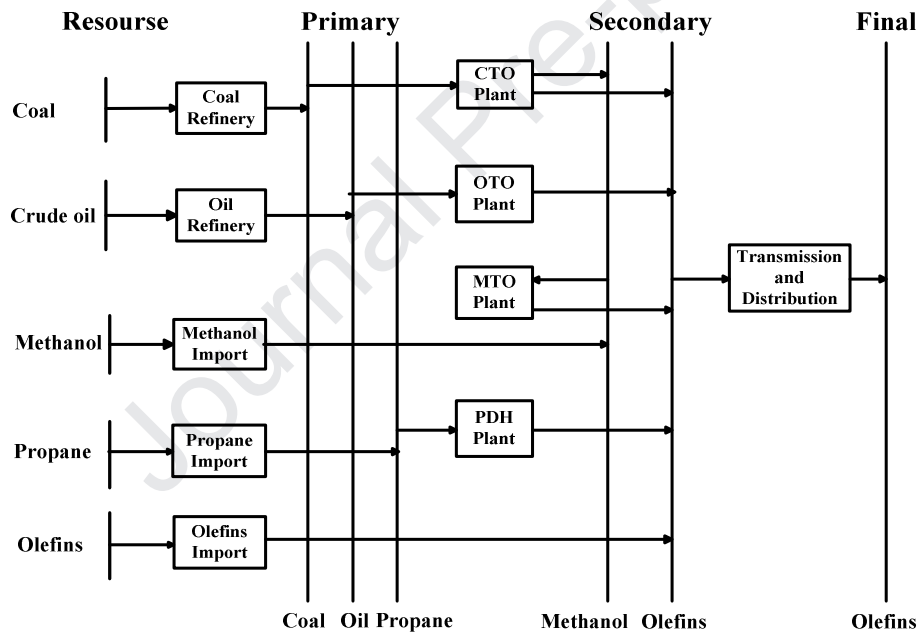 Resourse Primary Secondary Final
Coal
Coal
Refinery
CTO
Plant
Crude oil
Oil
Refinery
OTO
Plant
MTO
Plant
Transmission
and
Distribution
Methanol
Methanol
Import
Propane
Propane
Import
PDH
Plant
Olefins
Olefins
Import
Coal Oil Propane Methanol Olefins Olefins
Journal Pre-p